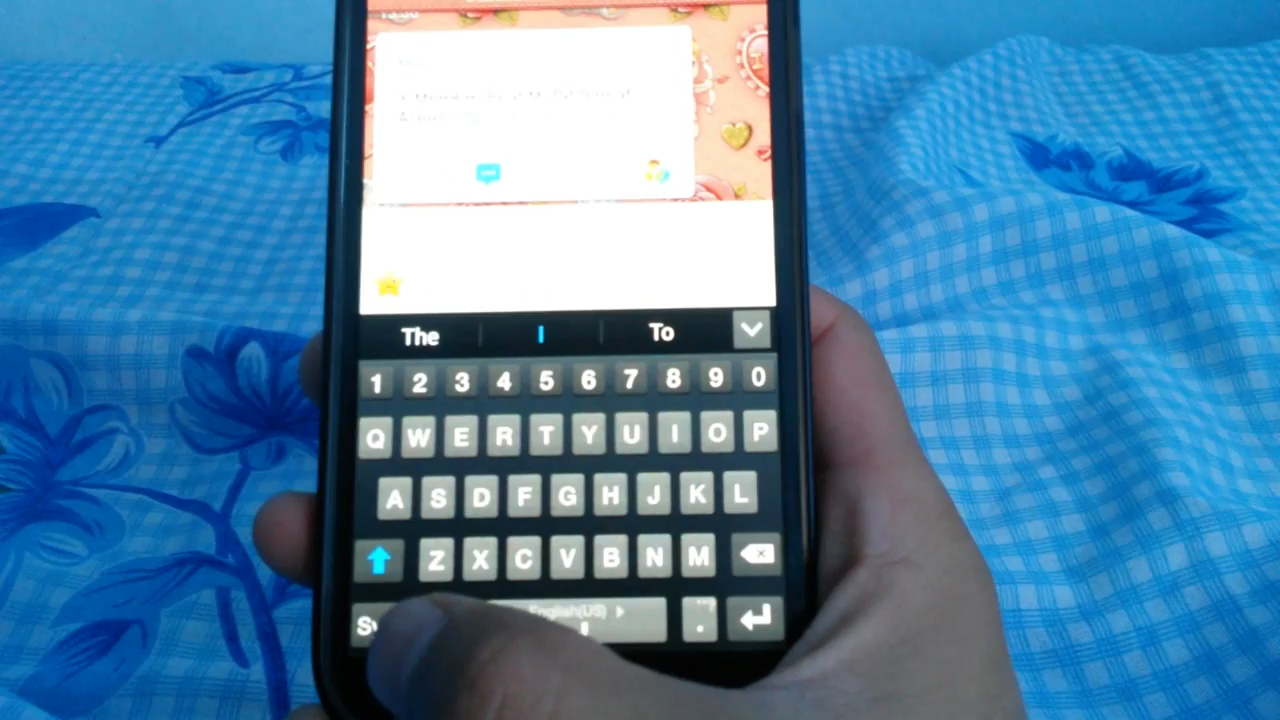 The I To
1 2 3 4 5 6 7 8 9 0
Q W E R T Y U I O P
A S D F G H J K L
Z X C V B N M
English(US) .